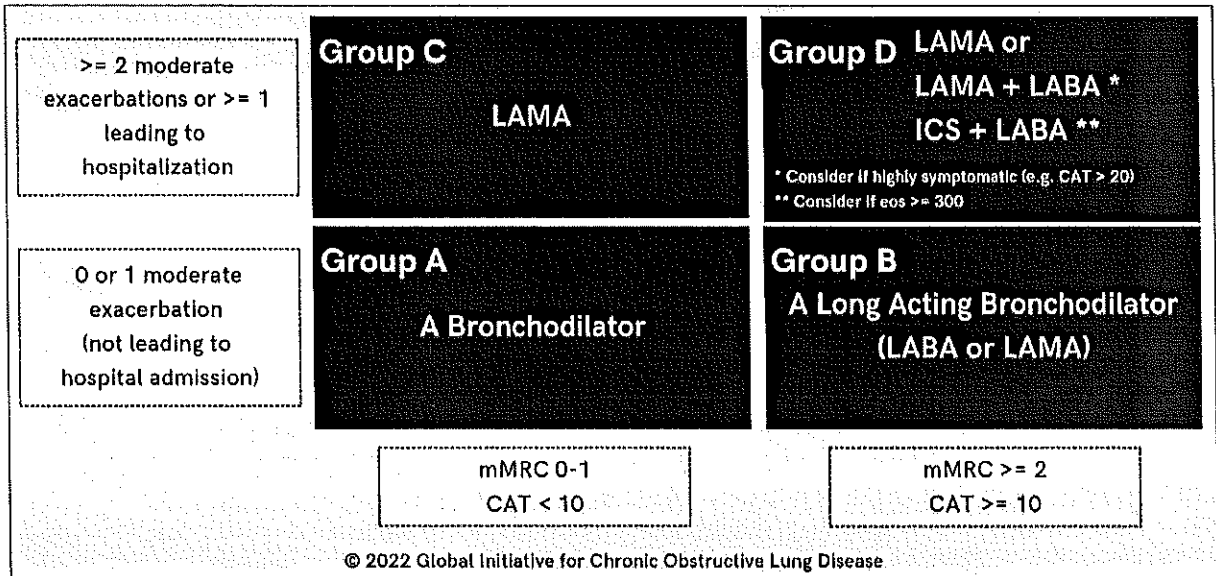 >= 2 moderate
exacerbations or >= 1
leading to
hospitalization
Group C
LAMA
Group D
LAMA or
LAMA + LABA *
ICS + LABA **
* Consider if highly symptomatic (e.g. CAT > 20)
** Consider if eos >= 300
0 or 1 moderate
exacerbation
(not leading to
hospital admission)
Group A
A Bronchodilator
Group B
A Long Acting Bronchodilator
(LABA or LAMA)
mMRC 0-1
CAT < 10
mMRC >= 2
CAT >= 10
© 2022 Global Initiative for Chronic Obstructive Lung Disease